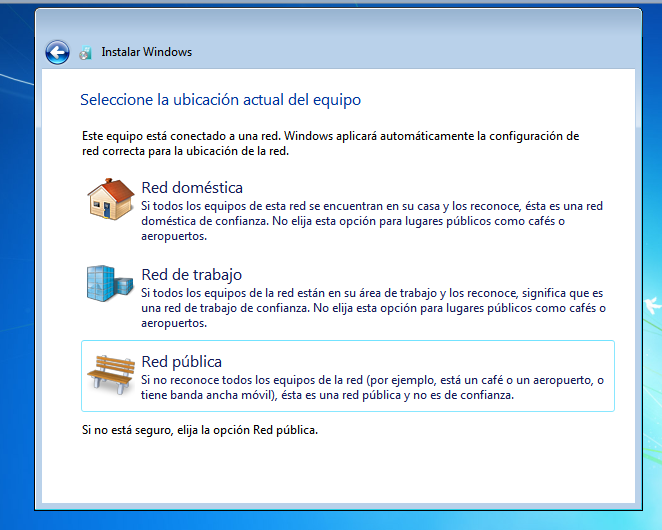 Instalar Windows
Seleccione la ubicación actual del equipo
Este equipo está conectado a una red. Windows aplicará automáticamente la configuración de
red correcta para la ubicación de la red.
Red doméstica
Si todos los equipos de esta red se encuentran en su casa y los reconoce, ésta es una red
doméstica de confianza. No elija esta opción para lugares públicos como cafés o
aeropuertos.
Red de trabajo
Si todos los equipos de la red están en su área de trabajo y los reconoce, significa que es
una red de trabajo de confianza. No elija esta opción para lugares públicos como cafés o
aeropuertos.
Red pública
Si no reconoce todos los equipos de la red (por ejemplo, está un café o un aeropuerto, o
tiene banda ancha móvil), ésta es una red pública y no es de confianza.
Si no está seguro, elija la opción Red pública.